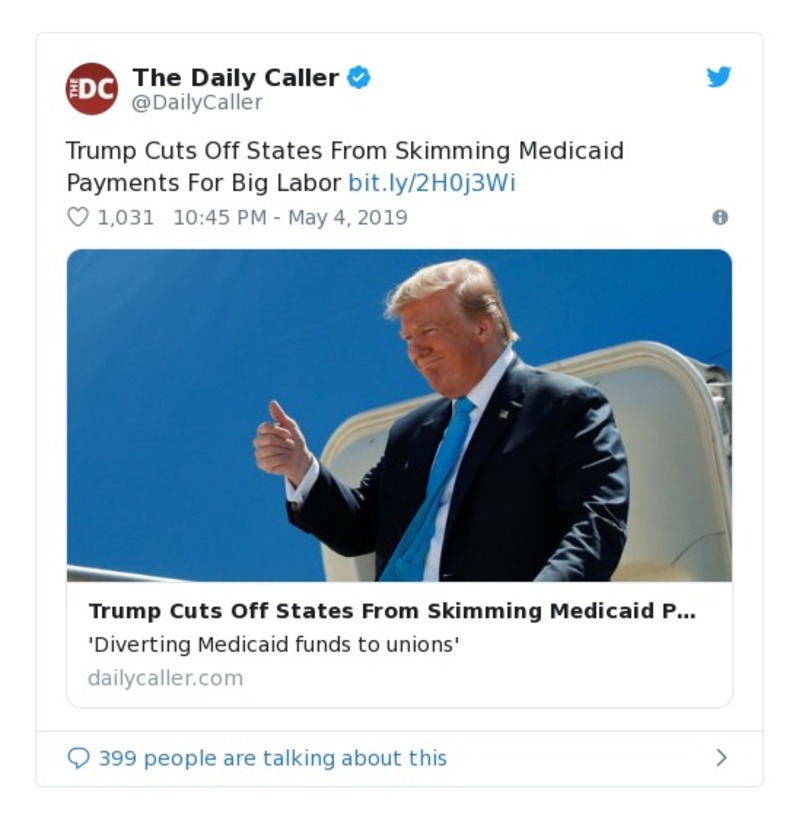 THE DC
The Daily Caller
@DailyCaller
Trump Cuts Off States From Skimming Medicaid
Payments For Big Labor bit.ly/2H0j3Wi
1,031 10:45 PM - May 4, 2019
Trump Cuts Off States From Skimming Medicaid P...
'Diverting Medicaid funds to unions'
dailycaller.com
399 people are talking about this